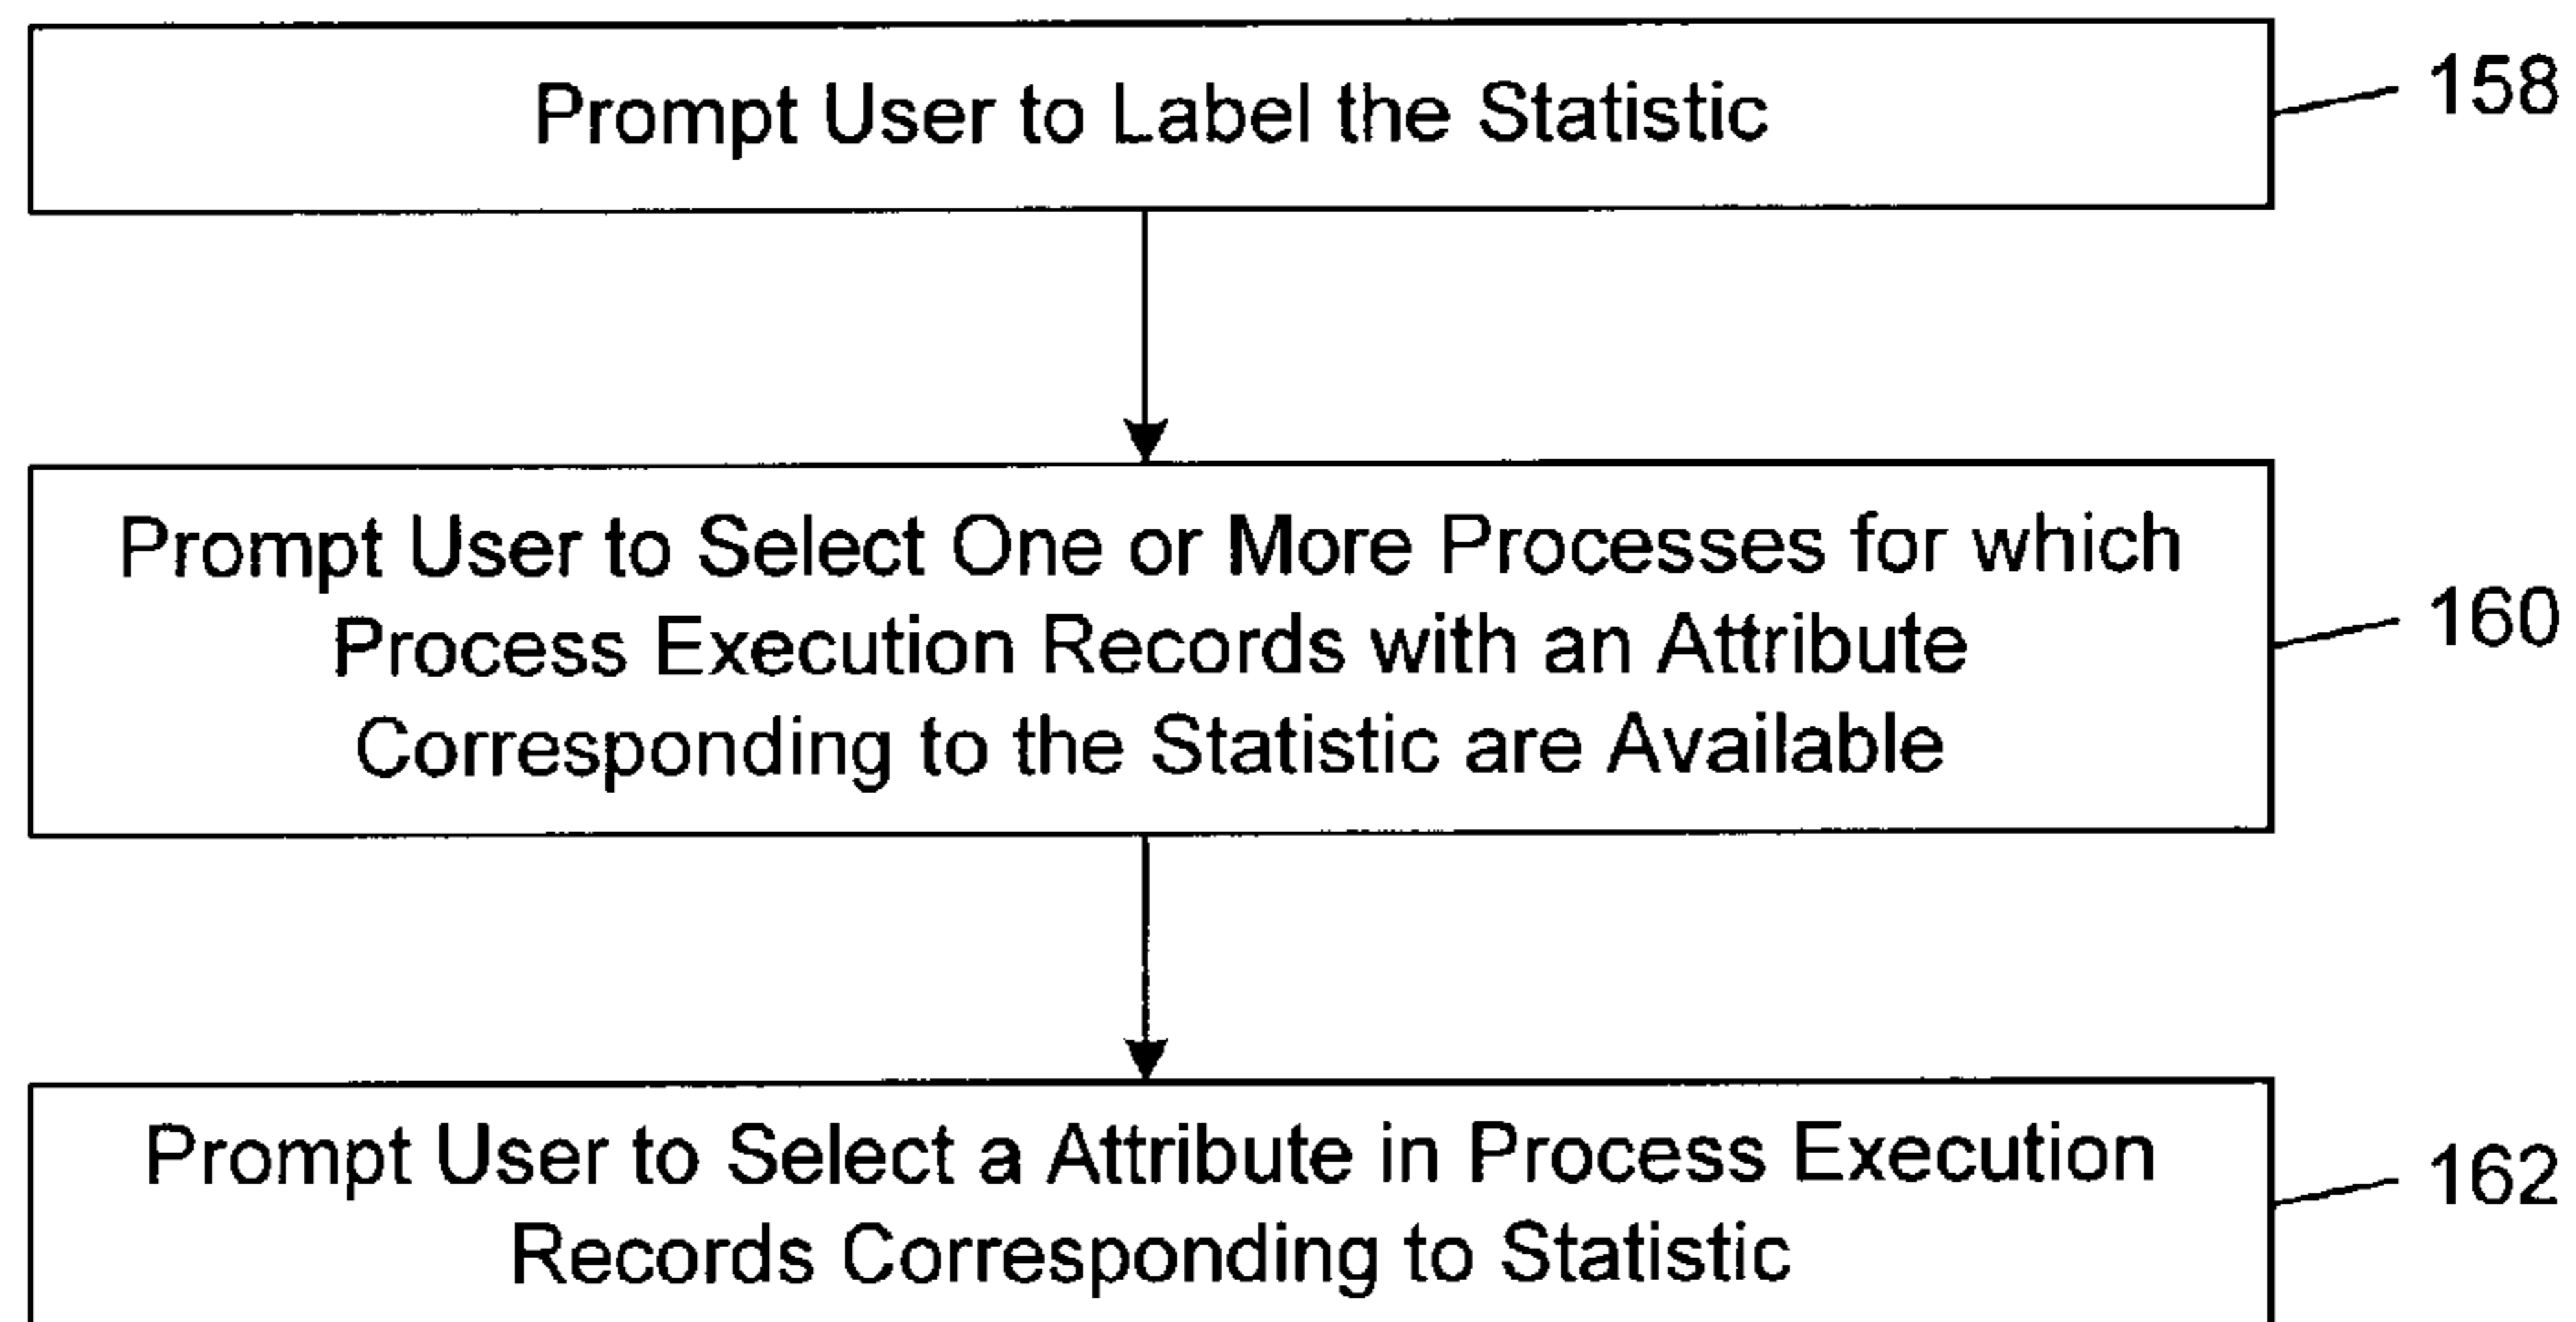 Prompt User to Label the Statistic
158
Prompt User to Select One or More Processes for which
Process Execution Records with an Attribute
Corresponding to the Statistic are Available
160
Prompt User to Select a Attribute in Process Execution
Records Corresponding to Statistic
162